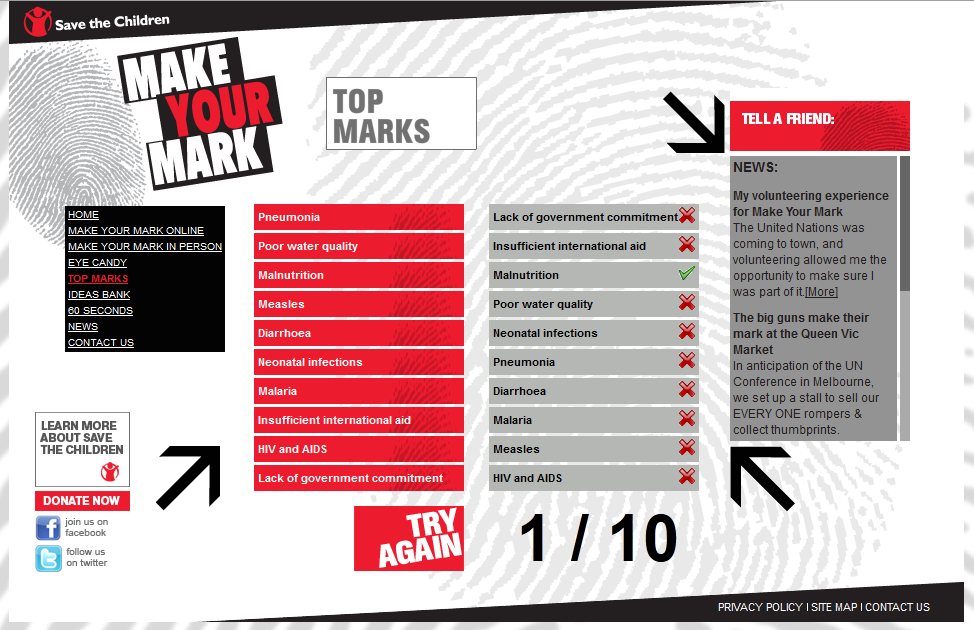 Save the Children
MAKE
YOUR
MARK
TOP
MARKS
TELL A FRIEND:
HOME
MAKE YOUR MARK ONLINE
MAKE YOUR MARK IN PERSON
EYE CANDY
TOP MARKS
IDEAS BANK
60 SECONDS
NEWS
CONTACT US
Pneumonia
Poor water quality
Malnutrition
Measles
Diarrhoea
Neonatal infections
Malaria
Insufficient international aid
HIV and AIDS
Lack of government commitment
Lack of government commitment
Insufficient international aid
Malnutrition
Poor water quality
Neonatal infections
Pneumonia
Diarrhoea
Malaria
Measles
HIV and AIDS
NEWS:
My volunteering experience
for Make Your Mark
The United Nations was
coming to town, and
volunteering allowed me the
opportunity to make sure I
was part of it.[More]
The big guns make their
mark at the Queen Vic
Market
In anticipation of the UN
Conference in Melbourne,
we set up a stall to sell our
EVERY ONE rompers &
collect thumbprints.
LEARN MORE
ABOUT SAVE
THE CHILDREN
DONATE NOW
join us on
facebook
follow us
on twitter
TRY
AGAIN
1 / 10
PRIVACY POLICY | SITE MAP | CONTACT US